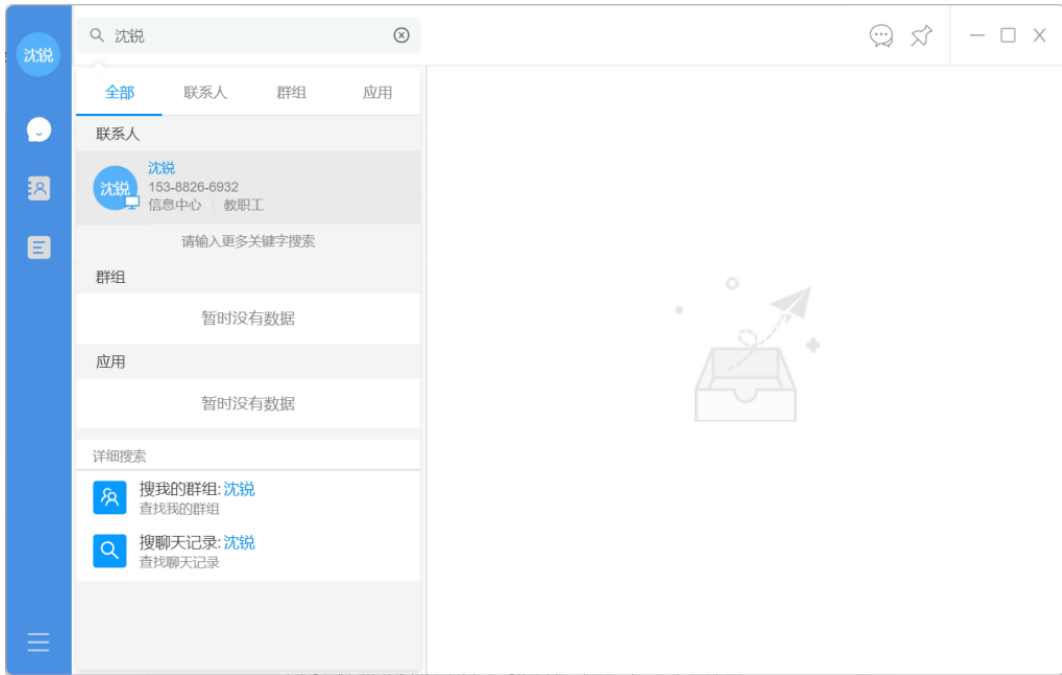 沈锐
沈锐
全部 联系人 群组 应用
联系人
沈锐
沈锐
153-8826-6932
信息中心 教职工
请输入更多关键字搜索
群组
暂时没有数据
应用
暂时没有数据
详细搜索
搜我的群组:沈锐
查找我的群组
搜聊天记录:沈锐
查找聊天记录